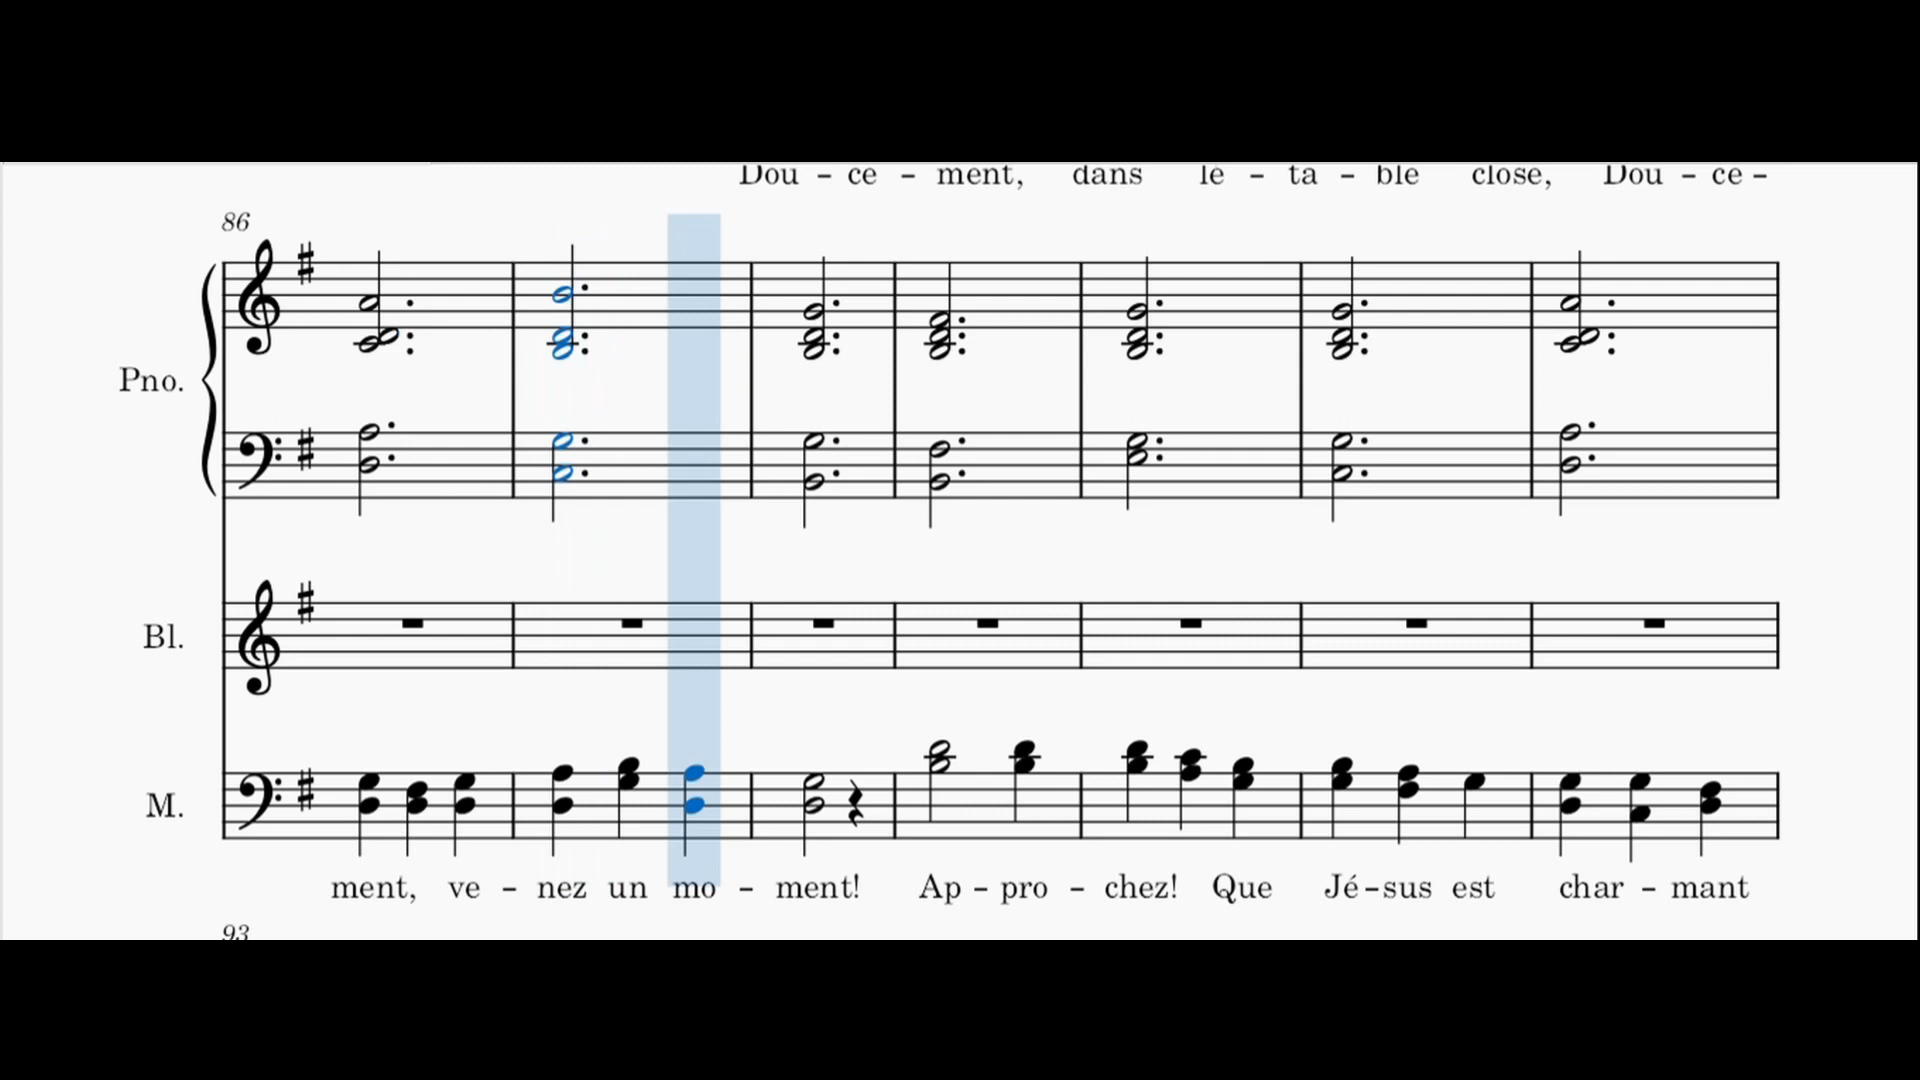 Dou - ce - ment, dans le - ta - ble close, Dou - ce -
86
Pno.
Bl.
M.
ment, ve - nez un mo - ment! Ap - pro - chez! Que Jé - sus est char - mant
93